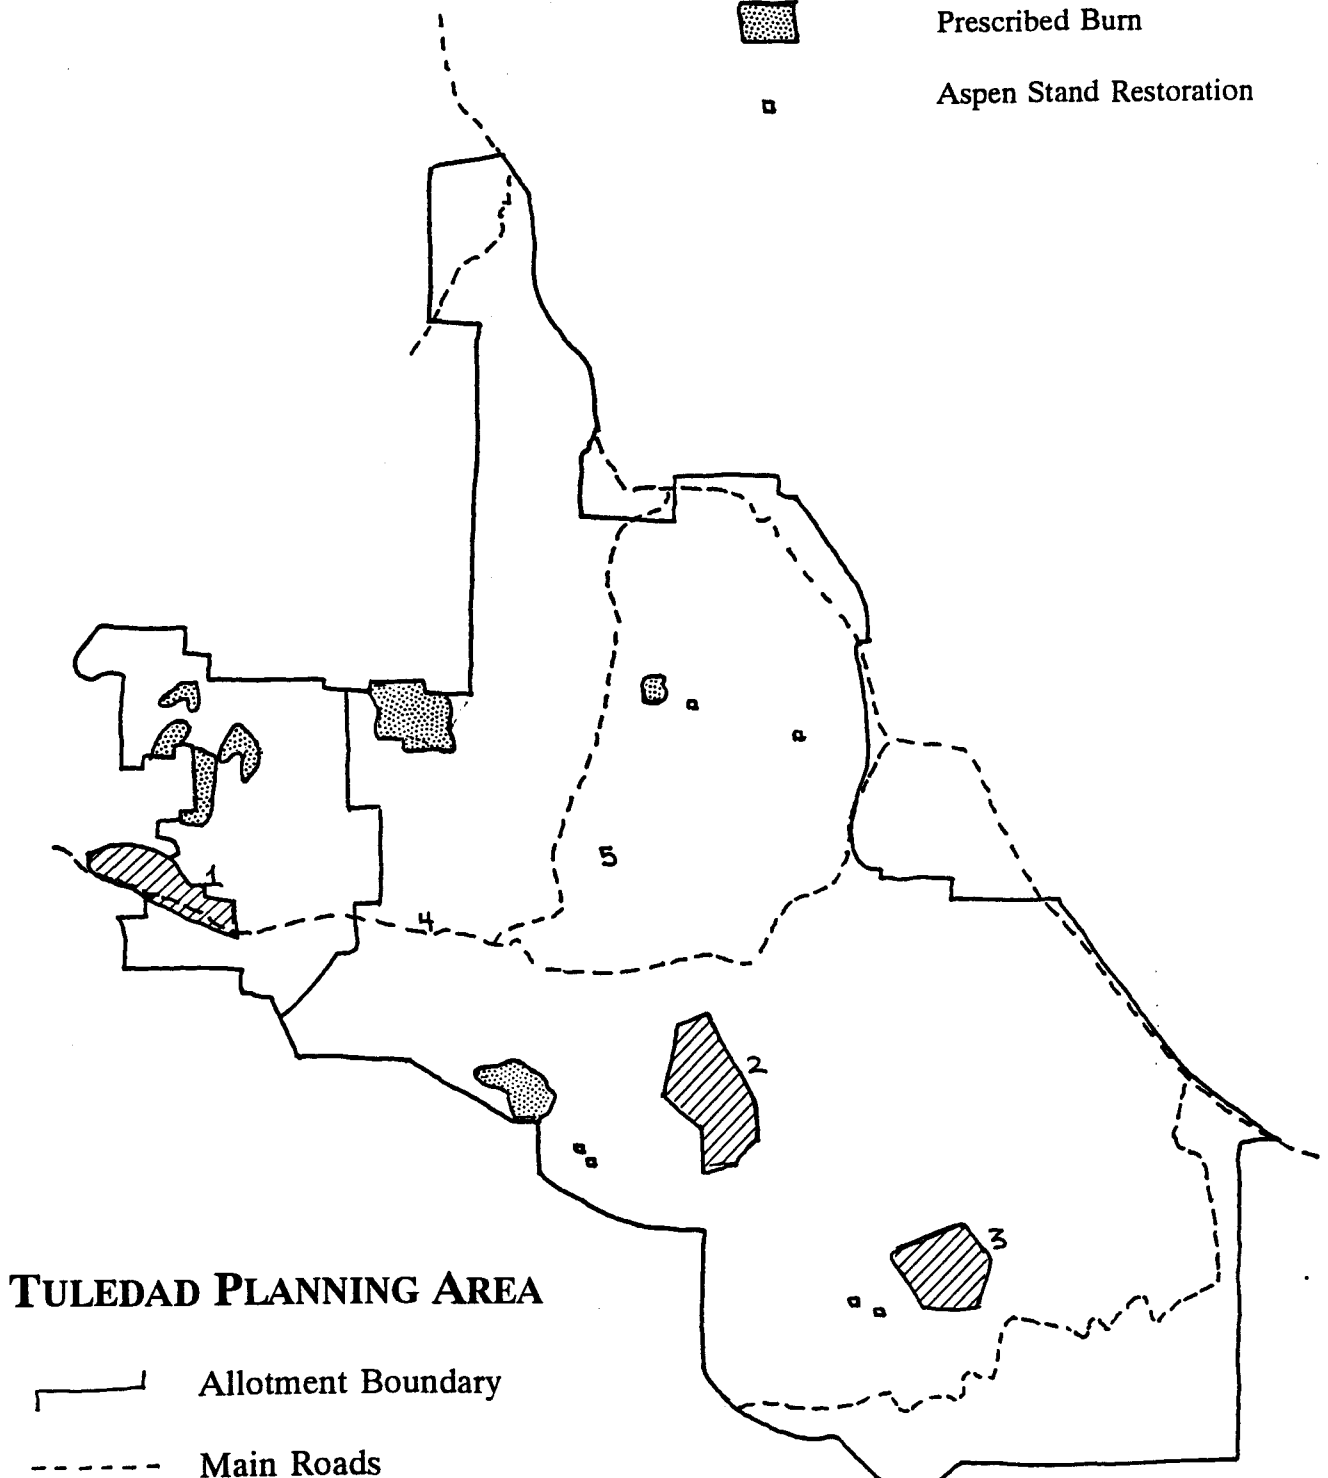 Prescribed Burn
Aspen Stand Restoration
5
1
4
2
3
TULEDAD PLANNING AREA
Allotment Boundary
Main Roads